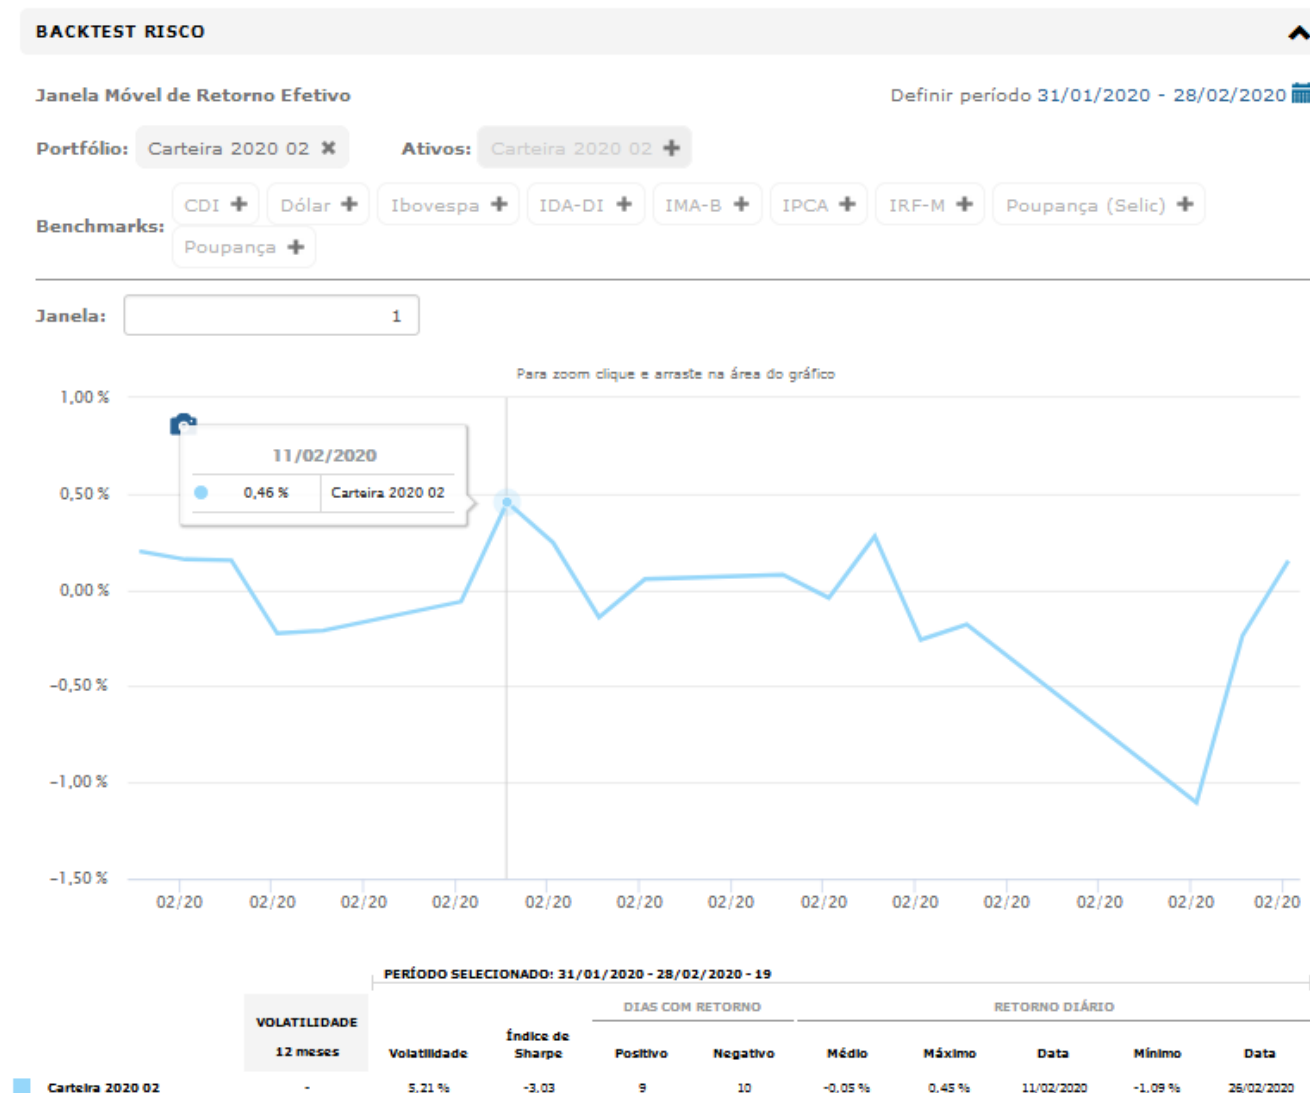 BACKTEST RISCO
Janela Móvel de Retorno Efetivo
Definir período 31/01/2020 - 28/02/2020
Portfólio: Carteira 2020 02 ✖ Ativos: Carteira 2020 02 +
Benchmarks: CDI + Dólar + Ibovespa + IDA-DI + IMA-B + IPCA + IRF-M + Poupança (Selic) +
Poupança +
Janela: 1
Para zoom clique e arraste na área do gráfico
1,00 %
11/02/2020
0,46 % Carteira 2020 02
0,50 %
0,00 %
-0,50 %
-1,00 %
-1,50 %
02/20 02/20 02/20 02/20 02/20 02/20 02/20 02/20 02/20 02/20 02/20 02/20 02/20
PERÍODO SELECIONADO: 31/01/2020 - 28/02/2020 - 19
DIAS COM RETORNO RETORNO DIÁRIO
VOLATILIDADE
12 meses Volatilidade Índice de Sharpe Positivo Negativo Médio Máximo Data Mínimo Data
Carteira 2020 02 - 5,21 % -3,03 9 10 -0,05 % 0,45 % 11/02/2020 -1,09 % 26/02/2020